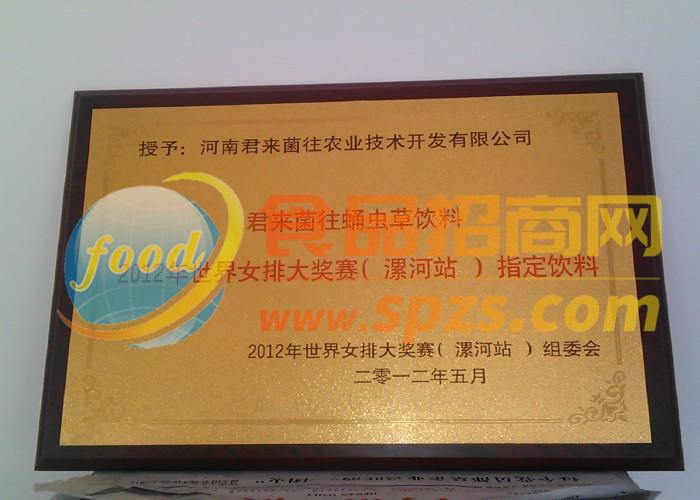 授予：河南君来菌往农业技术开发有限公司
君来菌往蛹虫草饮料
2012年世界女排大奖赛（ 漯河站 ）指定饮料
2012年世界女排大奖赛（ 漯河站 ）组委会
二零一二年五月
food
食品招商网
www.spzs.com